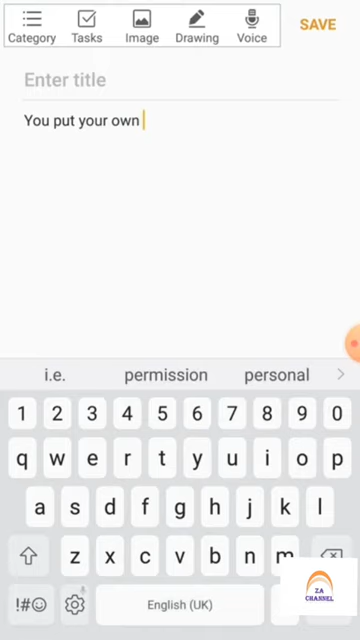 Category Tasks Image Drawing Voice SAVE
Enter title
You put your own
i.e. permission personal
1 2 3 4 5 6 7 8 9 0
q w e r t y u i o p
a s d f g h j k l
z x c v b n m
!#☺ English (UK)
ZA
CHANNEL